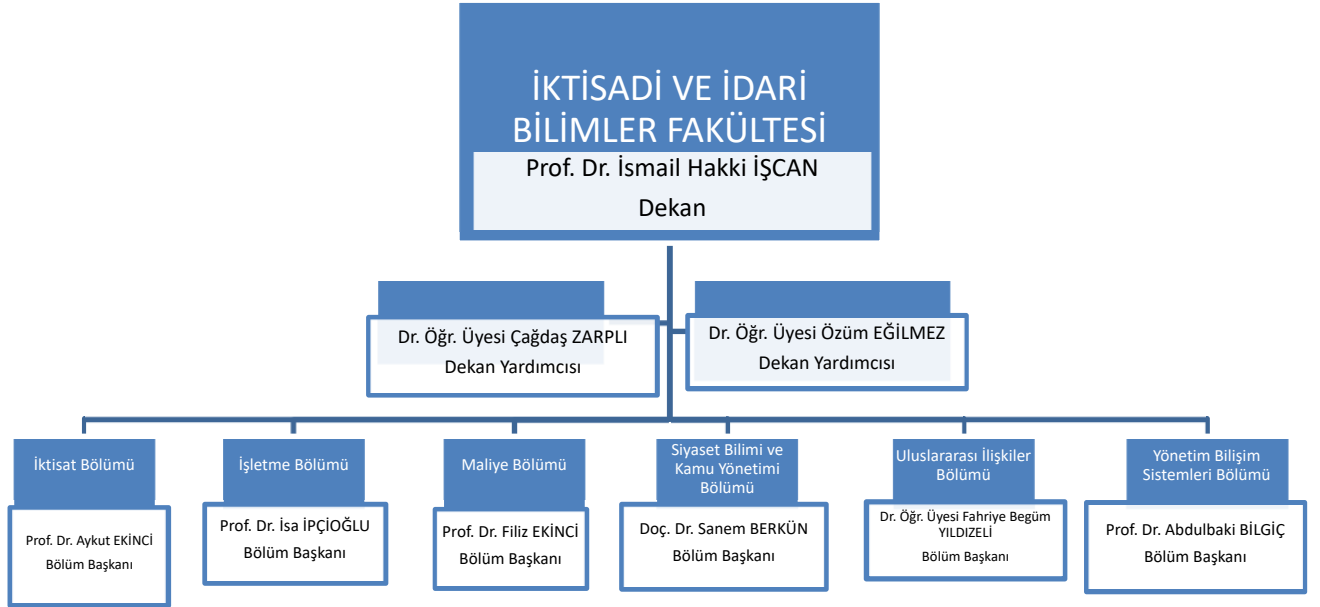 İKTİSADİ VE İDARİ
BİLİMLER FAKÜLTESİ
Prof. Dr. İsmail Hakki İŞCAN
Dekan
Dr. Öğr. Üyesi Çağdaş ZARPLI
Dekan Yardımcısı
Dr. Öğr. Üyesi Özüm EĞİLMEZ
Dekan Yardımcısı
İktisat Bölümü
Prof. Dr. Aykut EKİNCİ
Bölüm Başkanı
İşletme Bölümü
Prof. Dr. İsa İPÇİOĞLU
Bölüm Başkanı
Maliye Bölümü
Prof. Dr. Filiz EKİNCİ
Bölüm Başkanı
Siyaset Bilimi ve
Kamu Yönetimi
Bölümü
Doç. Dr. Sanem BERKÜN
Bölüm Başkanı
Uluslararası İlişkiler
Bölümü
Dr. Öğr. Üyesi Fahriye Begüm
YILDIZELİ
Bölüm Başkanı
Yönetim Bilişim
Sistemleri Bölümü
Prof. Dr. Abdulbaki BİLGİÇ
Bölüm Başkanı